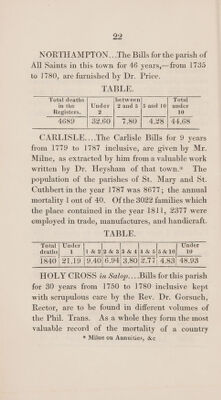 22
NORTHAMPTON...The Bills for the parish of
All Saints in this town for 46 years,—from 1735
to 1780, are furnished by Dr. Price.
TABLE.
Total deaths in the Registers. | Under 2 | between 2 and 5 | 5 and 10 | Total under 10
4689 | 32.60 | 7.80 | 4.28 | 44.68
CARLISLE....The Carlisle Bills for 9 years
from 1779 to 1787 inclusive, are given by Mr.
Milne, as extracted by him from a valuable work
written by Dr. Heysham of that town.* The
population of the parishes of St. Mary and St.
Cuthbert in the year 1787 was 8677; the annual
mortality 1 out of 40. Of the 3022 families which
the place contained in the year 1811, 2377 were
employed in trade, manufactures, and handicraft.
TABLE.
Total deaths | Under 1 | 1 & 2 | 2 & 3 | 3 & 4 | 4 & 5 | 5 & 10 | Under 10
1840 | 21.19 | 9.40 | 6.94 | 3.80 | 2.77 | 4.83 | 48.93
HOLY CROSS in Salop....Bills for this parish
for 30 years from 1750 to 1780 inclusive kept
with scrupulous care by the Rev. Dr. Gorsuch,
Rector, are to be found in different volumes of
the Phil. Trans. As a whole they form the most
valuable record of the mortality of a country
* Milne on Annuities, &c